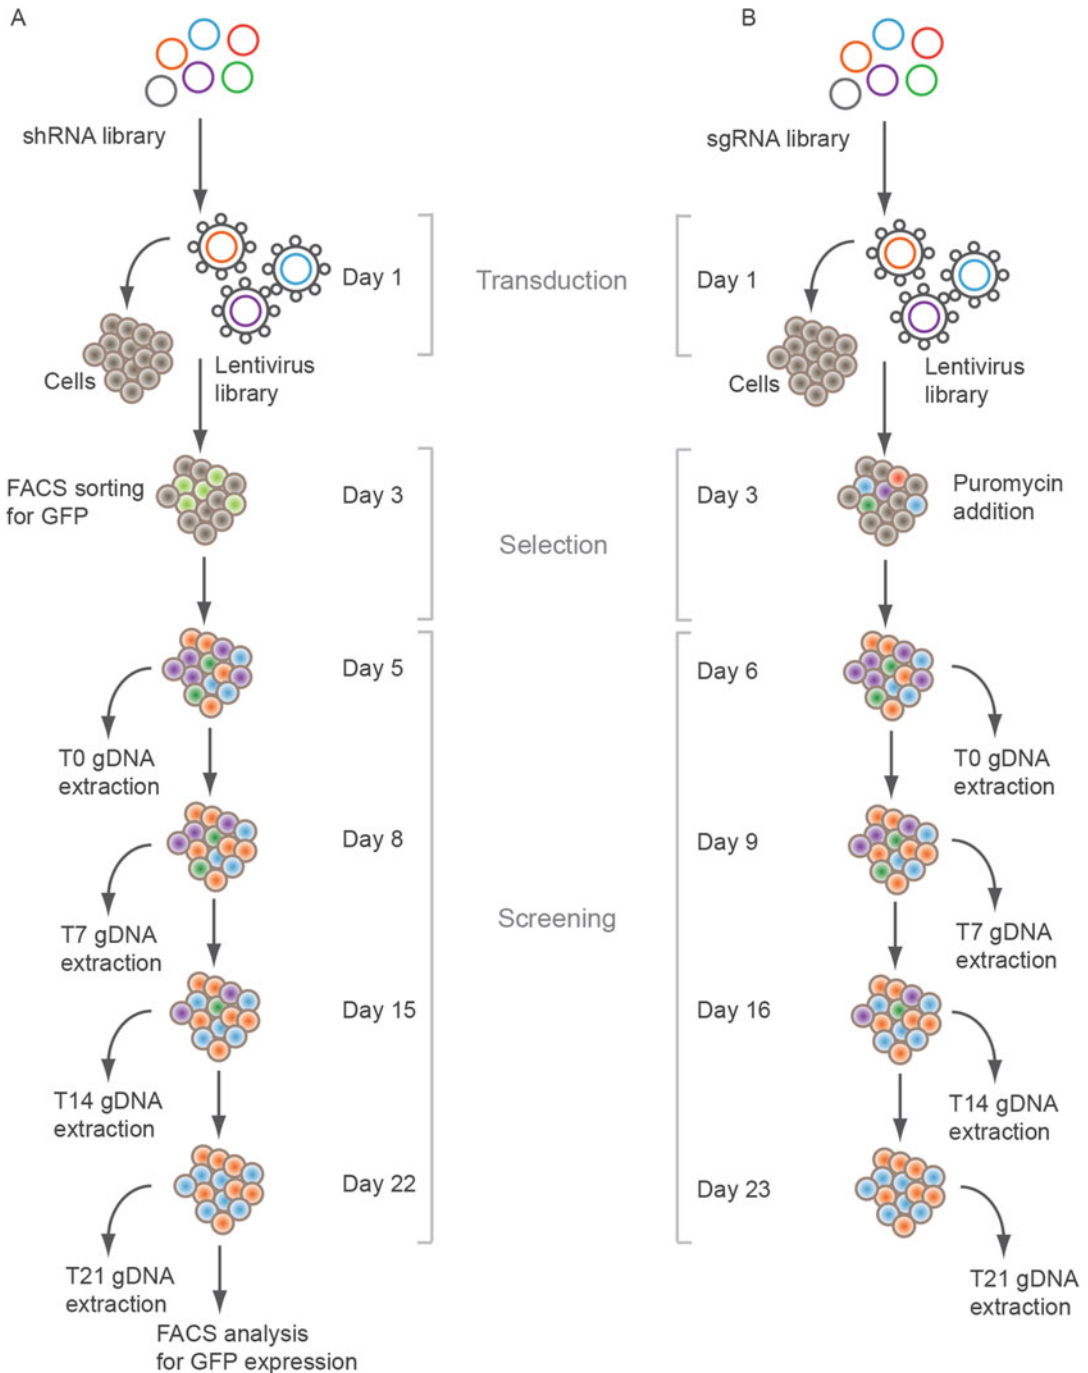 A
B
shRNA library
sgRNA library
Day 1
Transduction
Day 1
Cells
Lentivirus
library
Cells
Lentivirus
library
FACS sorting
for GFP
Day 3
Selection
Day 3
Puromycin
addition
Day 5
Day 6
T0 gDNA
extraction
T0 gDNA
extraction
Day 8
Day 9
Screening
T7 gDNA
extraction
T7 gDNA
extraction
Day 15
Day 16
T14 gDNA
extraction
T14 gDNA
extraction
Day 22
Day 23
T21 gDNA
extraction
T21 gDNA
extraction
FACS analysis
for GFP expression